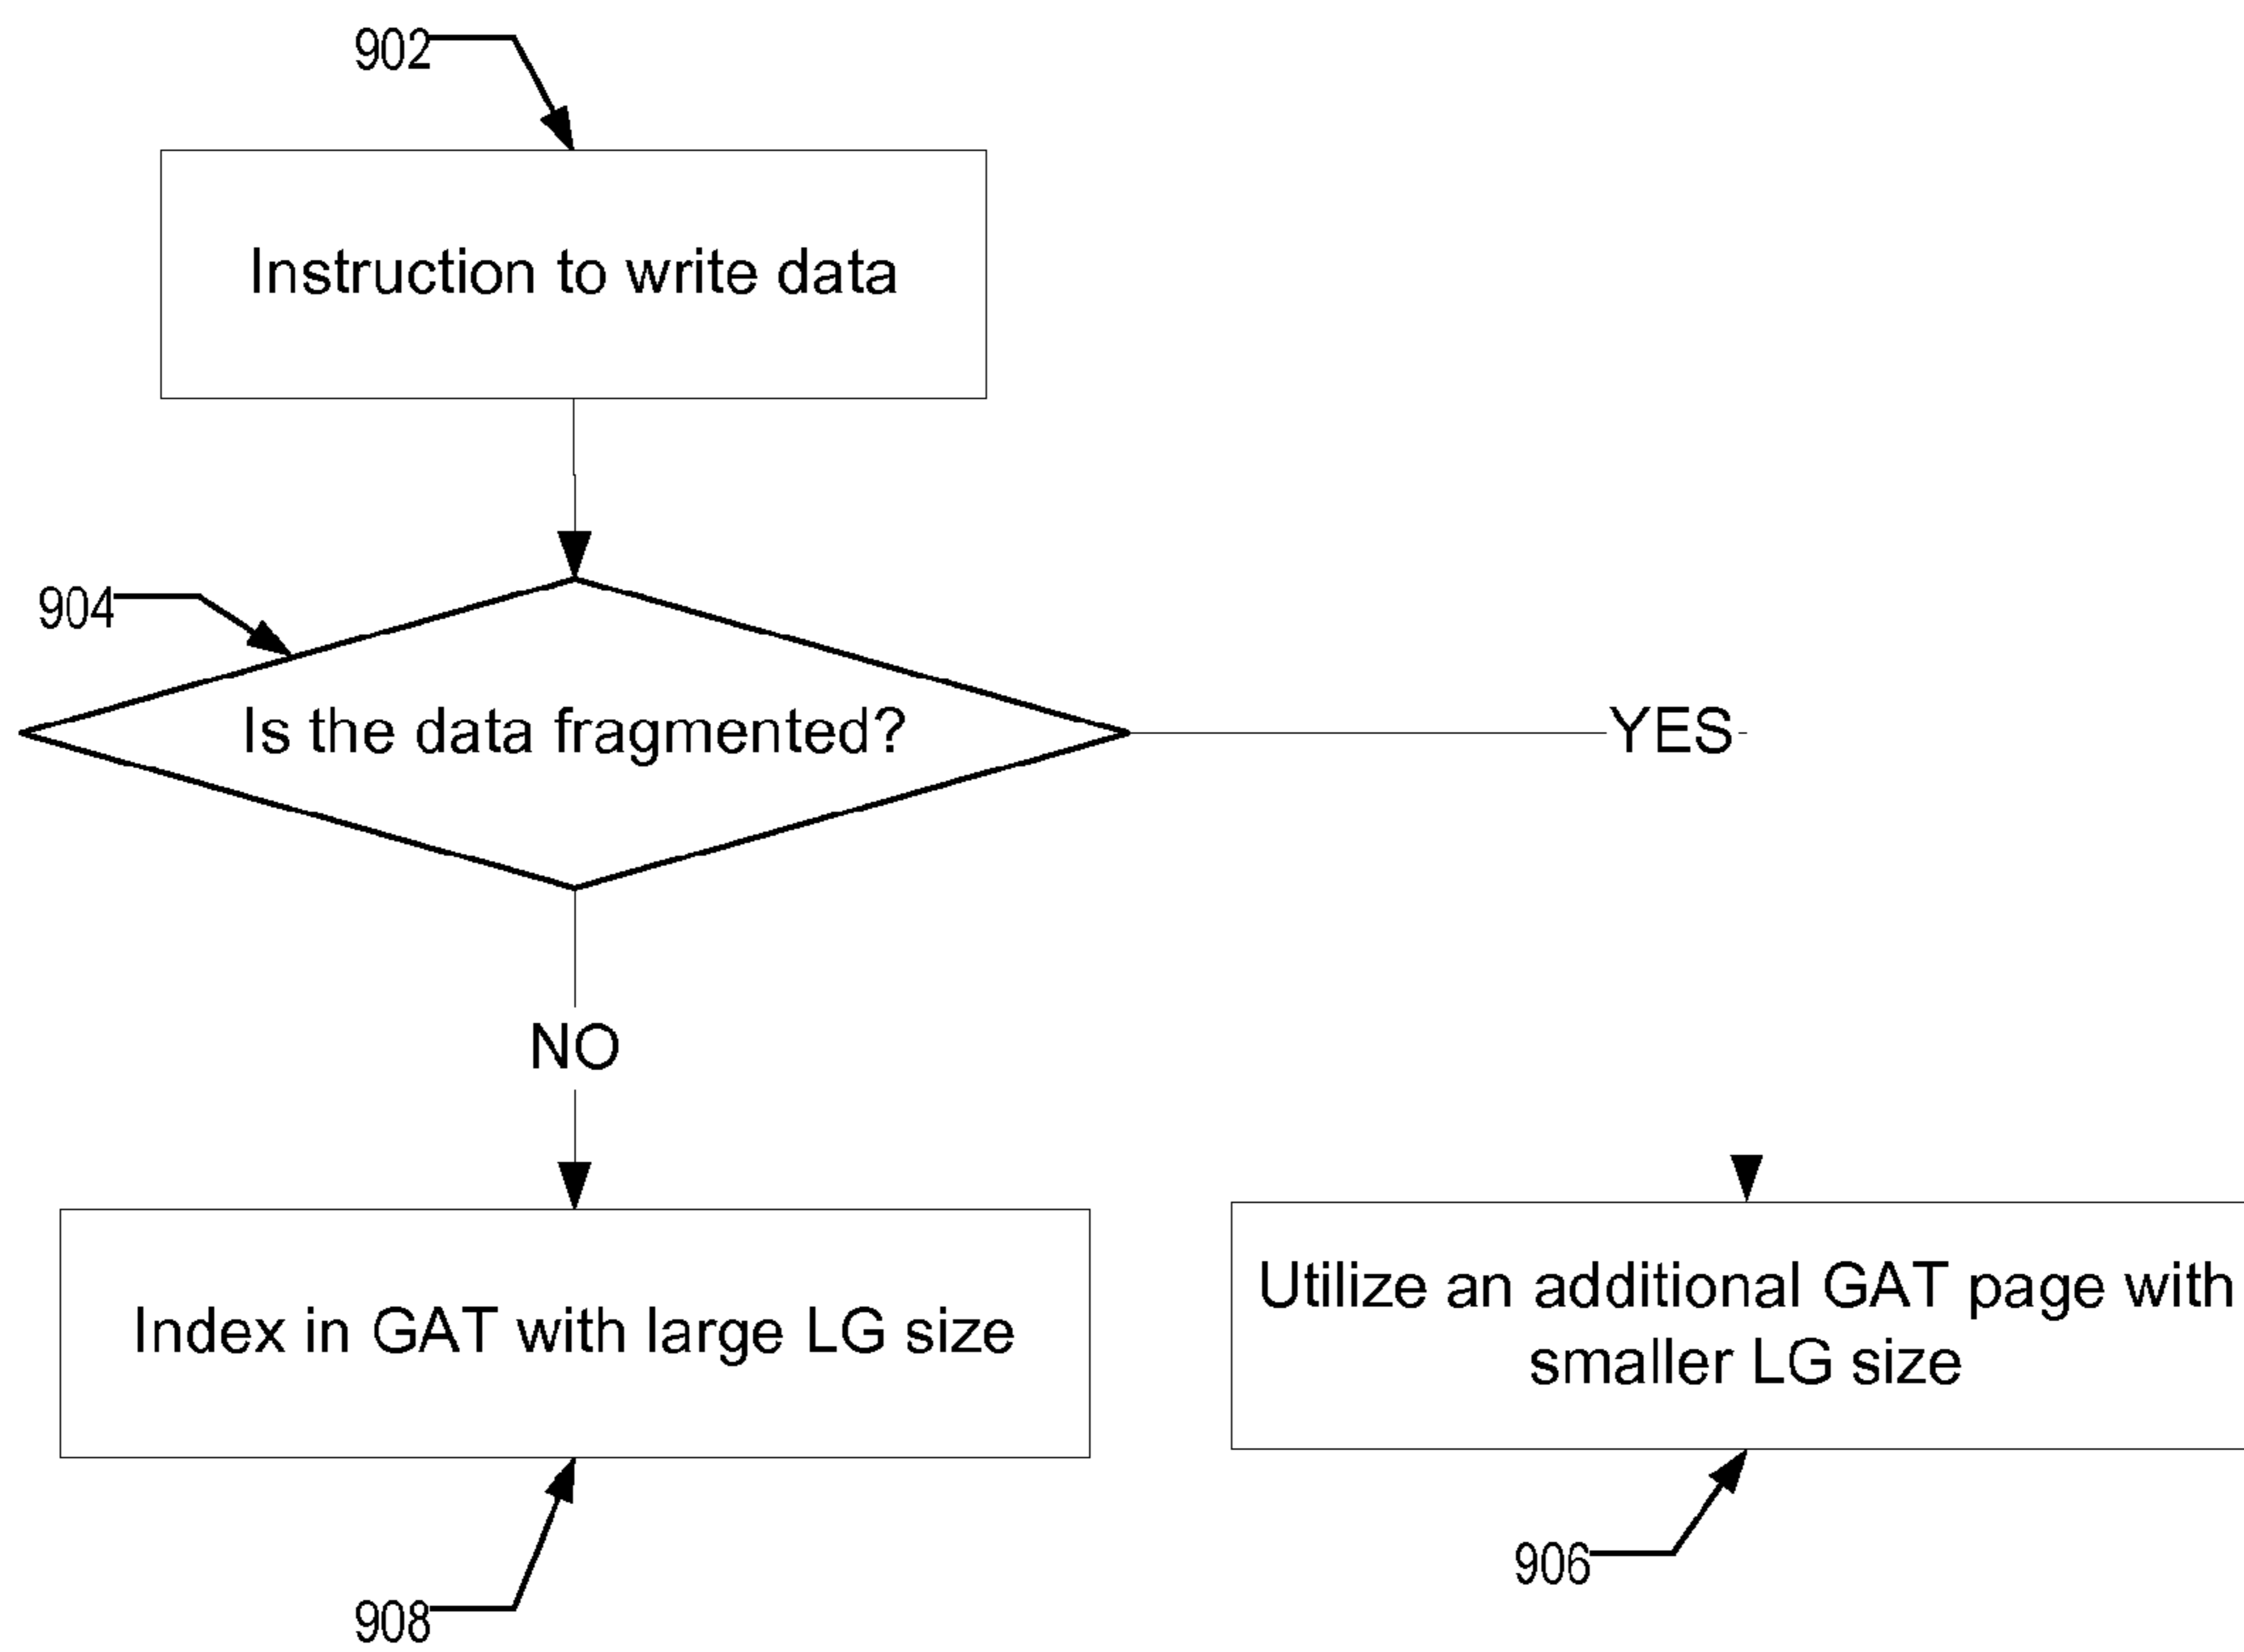 902
Instruction to write data
904
Is the data fragmented?
YES
NO
Index in GAT with large LG size
Utilize an additional GAT page with
smaller LG size
906
908